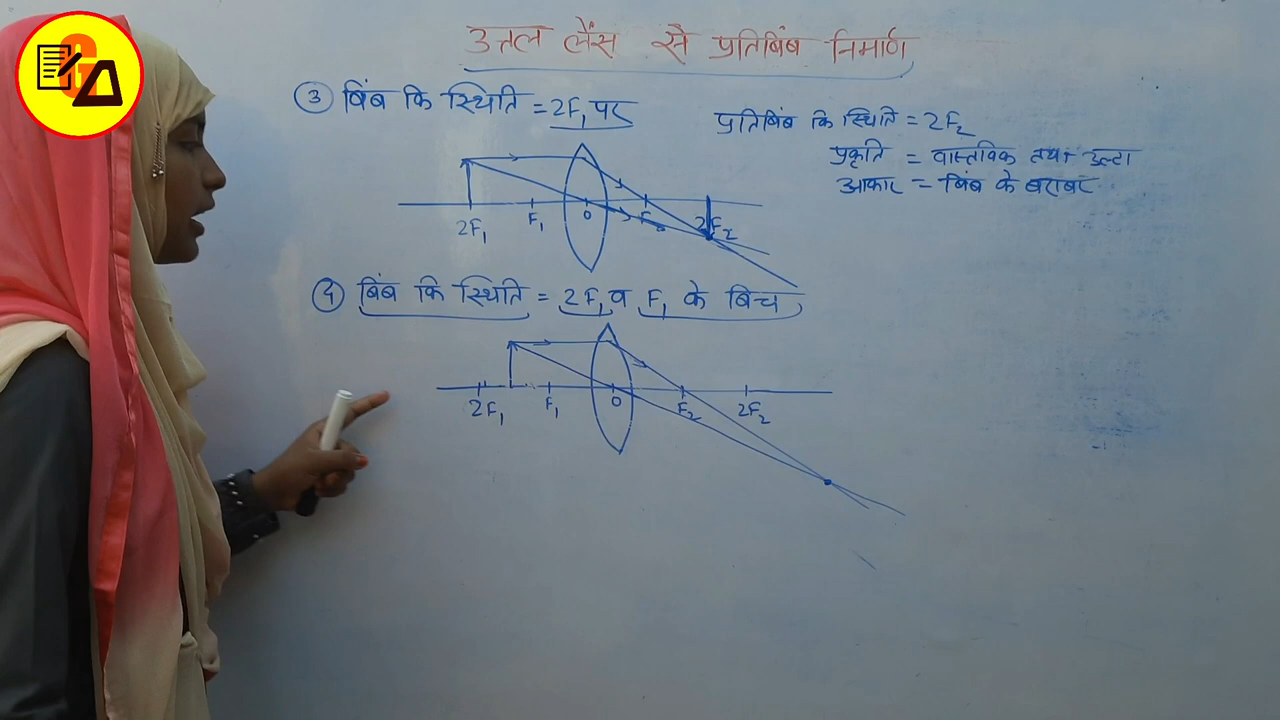 उत्तल लैंस से प्रतिबिंब निर्माण
③ बिंब कि स्थिति = 2F₁ पर
प्रतिबिंब कि स्थिति = 2F₂
प्रकृति = वास्तविक तथा उल्टा
आकार = बिंब के बराबर
2F₁ F₁ O F₂ 2F₂
④ बिंब कि स्थिति = 2F₁ व F₁ के बिच
2F₁ F₁ O F₂ 2F₂